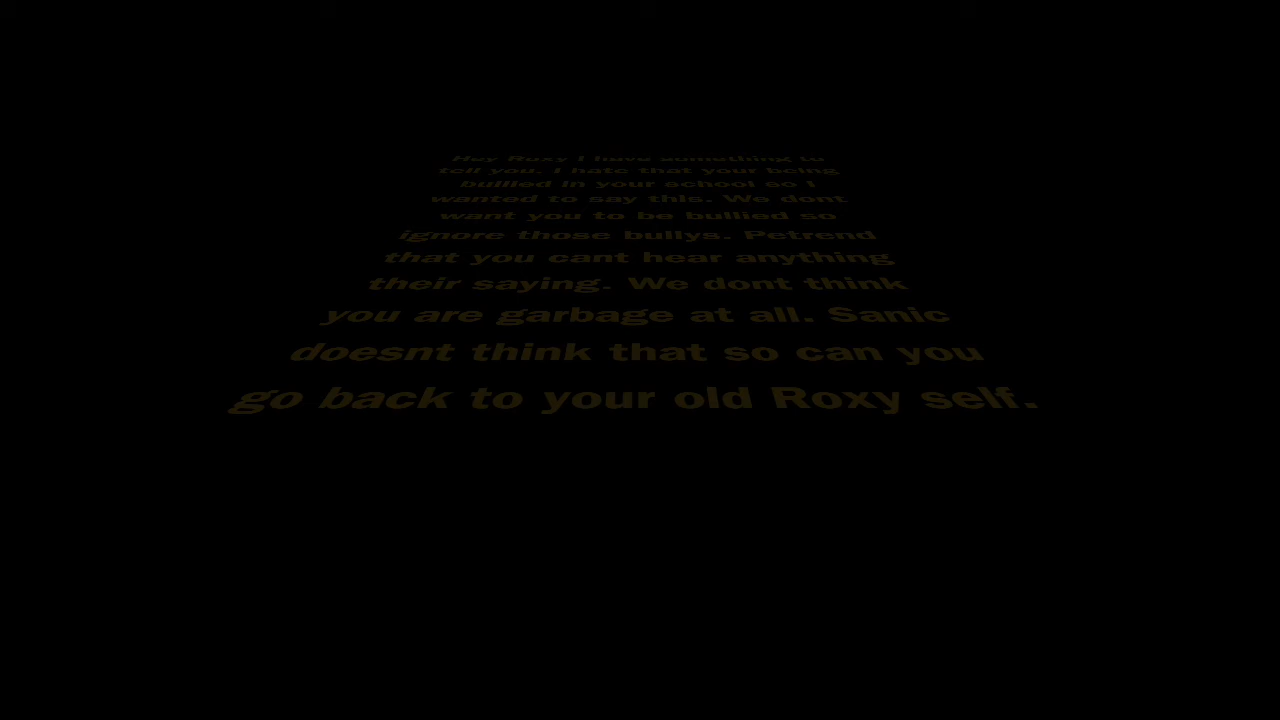 Hey Roxy I have something to
tell you. I hate that your being
bullied in your school so I
wanted to say this. We dont
want you to be bullied so
ignore those bullys. Petrend
that you cant hear anything
their saying. We dont think
you are garbage at all. Sanic
doesnt think that so can you
go back to your old Roxy self.